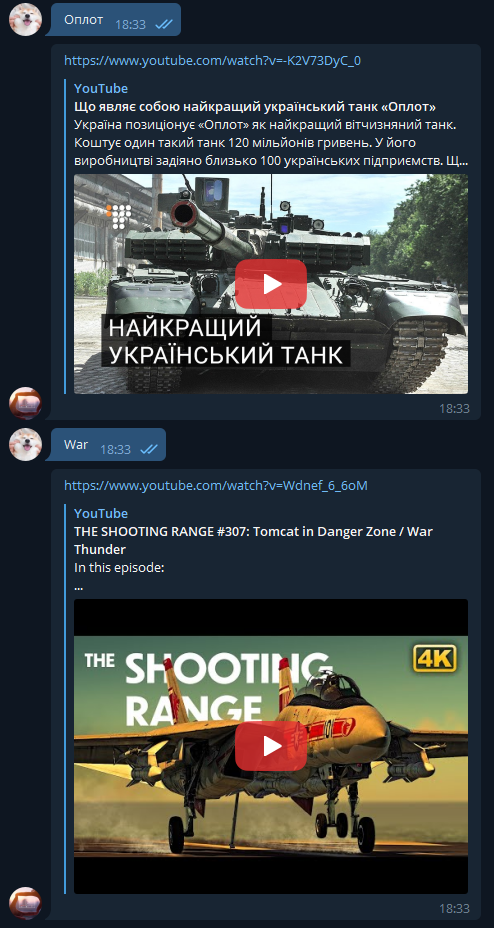 Оплот 18:33
https://www.youtube.com/watch?v=-K2V73DyC_0
YouTube
Що являє собою найкращий український танк «Оплот»
Україна позиціонує «Оплот» як найкращий вітчизняний танк.
Коштує один такий танк 120 мільйонів гривень. У його
виробництві задіяно близько 100 українських підприємств. Щ...
НАЙКРАЩИЙ
УКРАЇНСЬКИЙ ТАНК
18:33
War 18:33
https://www.youtube.com/watch?v=Wdnef_6_6oM
YouTube
THE SHOOTING RANGE #307: Tomcat in Danger Zone / War
Thunder
In this episode:
...
THE SHOOTING
RANGE
4K
18:33